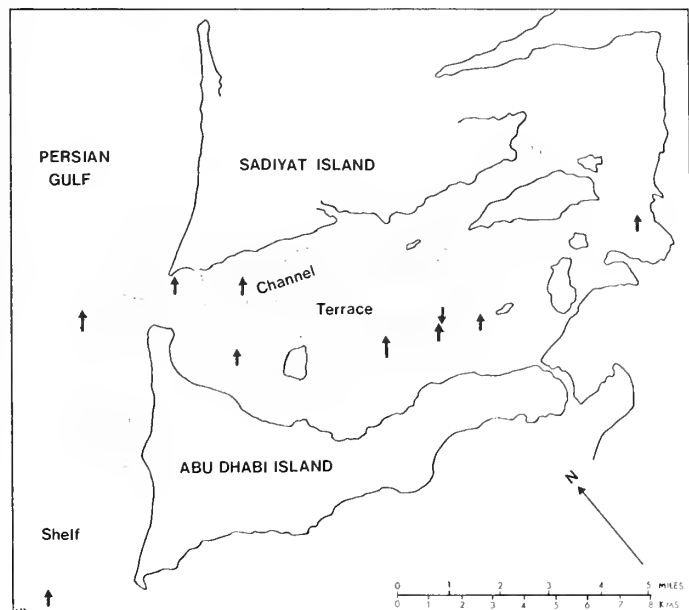 PERSIAN
GULF
SADIYAT ISLAND
Channel
Terrace
ABU DHABI ISLAND
N
Shelf
0 1 2 3 4 5 MILES
0 1 2 3 4 5 6 7 8 KMS